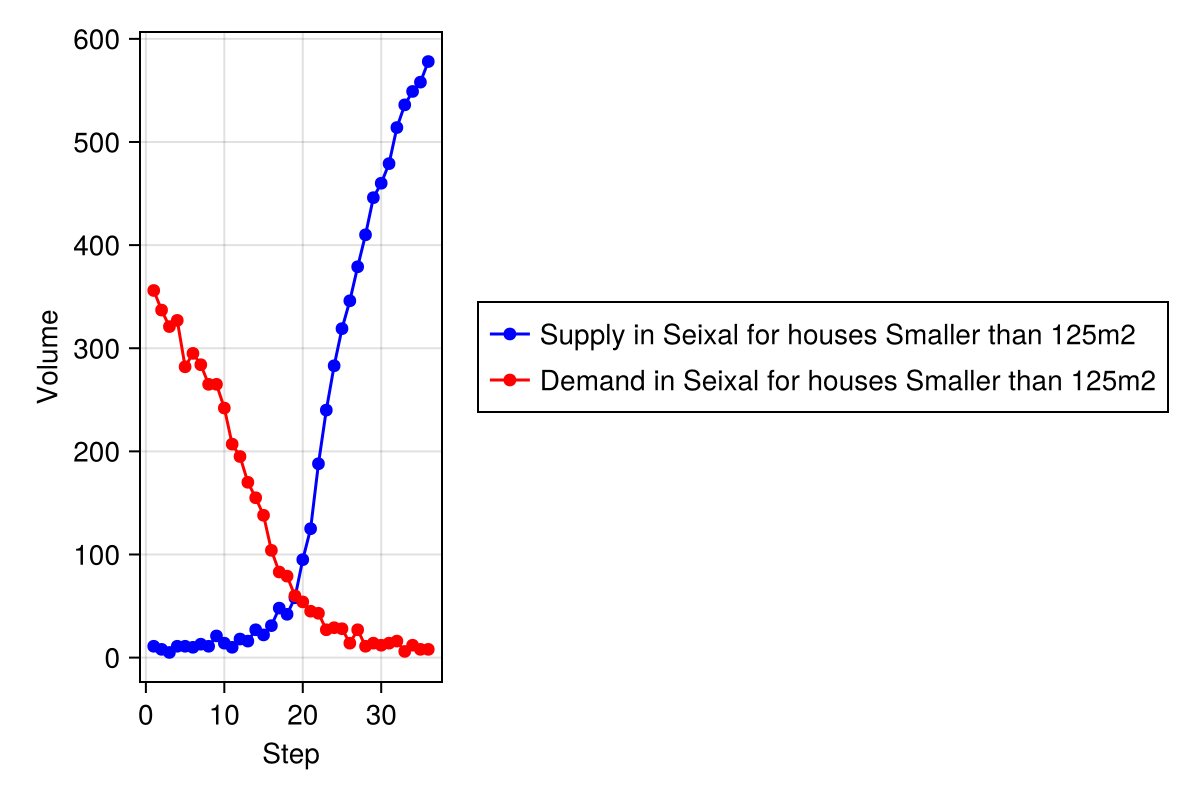 600
500
400
300
200
100
0
Volume
0 10 20 30
Step
Supply in Seixal for houses Smaller than 125m2
Demand in Seixal for houses Smaller than 125m2